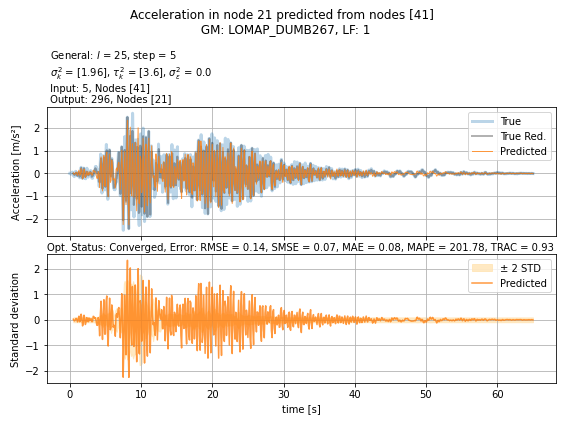 Acceleration in node 21 predicted from nodes [41]
GM: LOMAP_DUMB267, LF: 1
General: l = 25, step = 5
σ²ₖ = [1.96], τ²ₖ = [3.6], σ²ε = 0.0
Input: 5, Nodes [41]
Output: 296, Nodes [21]
Acceleration [m/s²]
2
1
0
−1
−2
True
True Red.
Predicted
Opt. Status: Converged, Error: RMSE = 0.14, SMSE = 0.07, MAE = 0.08, MAPE = 201.78, TRAC = 0.93
Standard deviation
2
1
0
−1
−2
± 2 STD
Predicted
0 10 20 30 40 50 60
time [s]